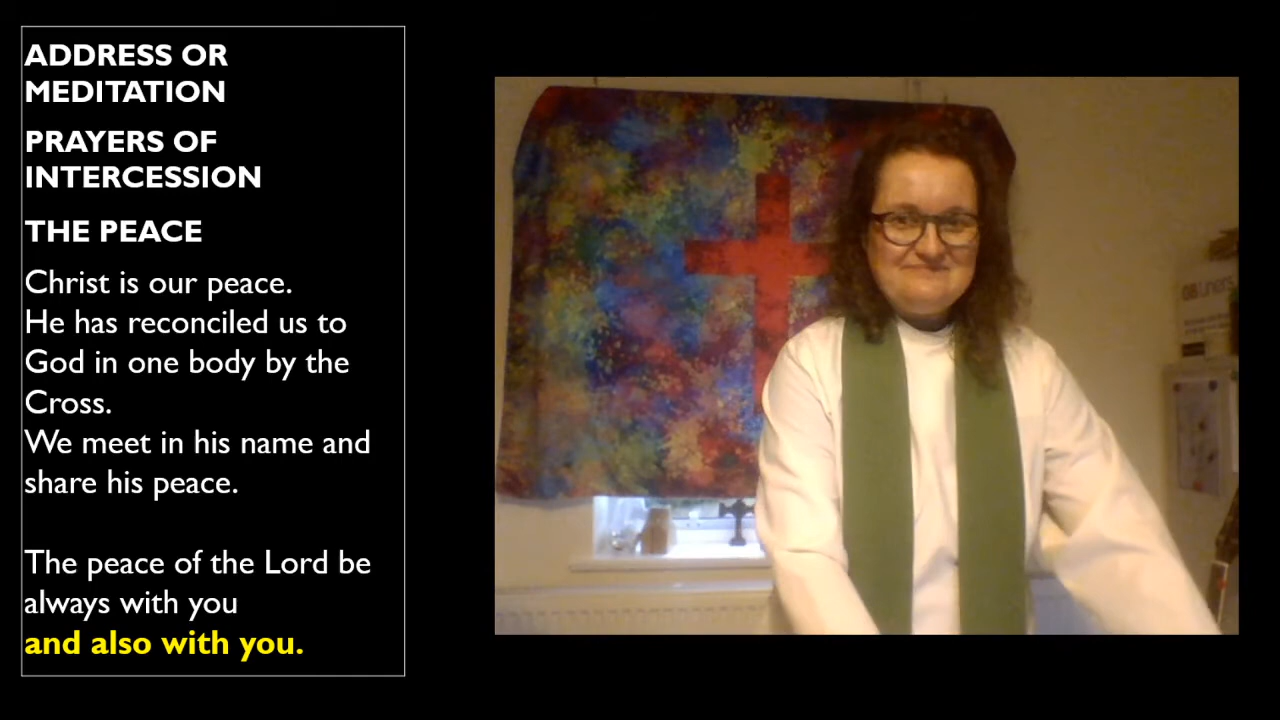 ADDRESS OR
MEDITATION
PRAYERS OF
INTERCESSION
THE PEACE
Christ is our peace.
He has reconciled us to
God in one body by the
Cross.
We meet in his name and
share his peace.
The peace of the Lord be
always with you
and also with you.
Liners